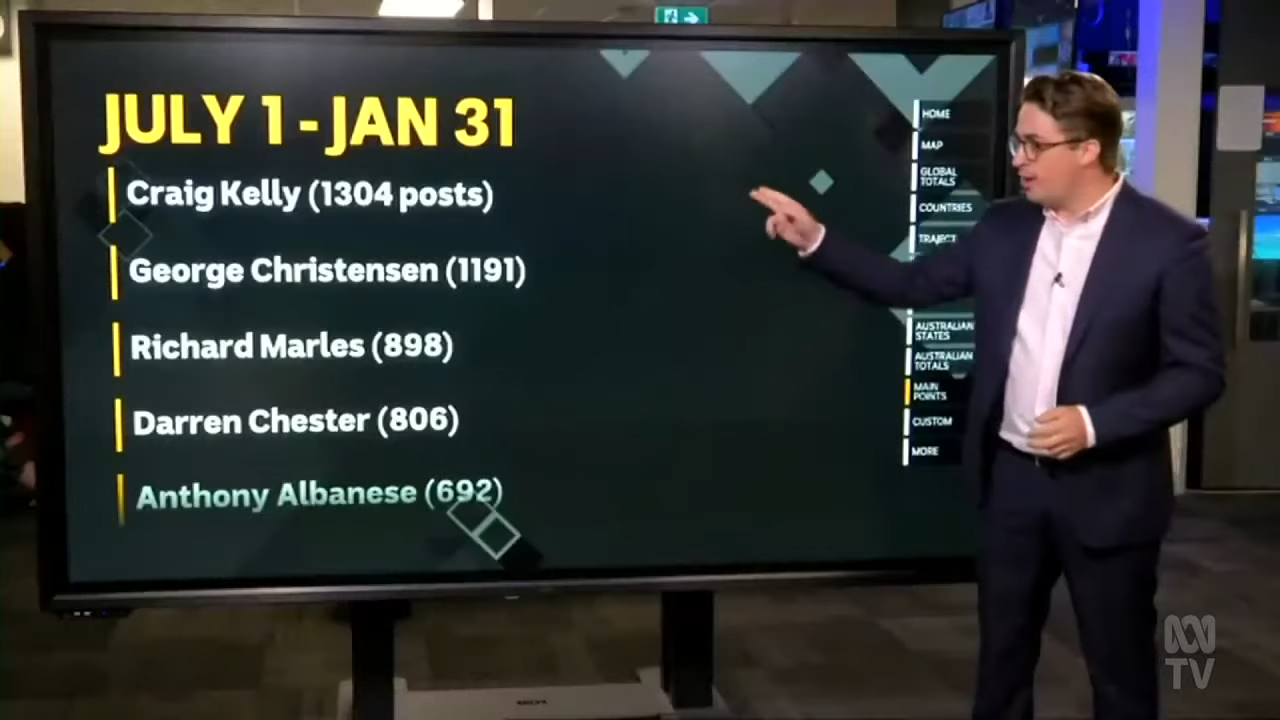 JULY 1 - JAN 31
Craig Kelly (1304 posts)
George Christensen (1191)
Richard Marles (898)
Darren Chester (806)
Anthony Albanese (692)
HOME
MAP
GLOBAL
TOTALS
COUNTRIES
TRAJECT
AUSTRALIAN
STATES
AUSTRALIAN
TOTALS
MAIN
POINTS
CUSTOM
MORE
TV